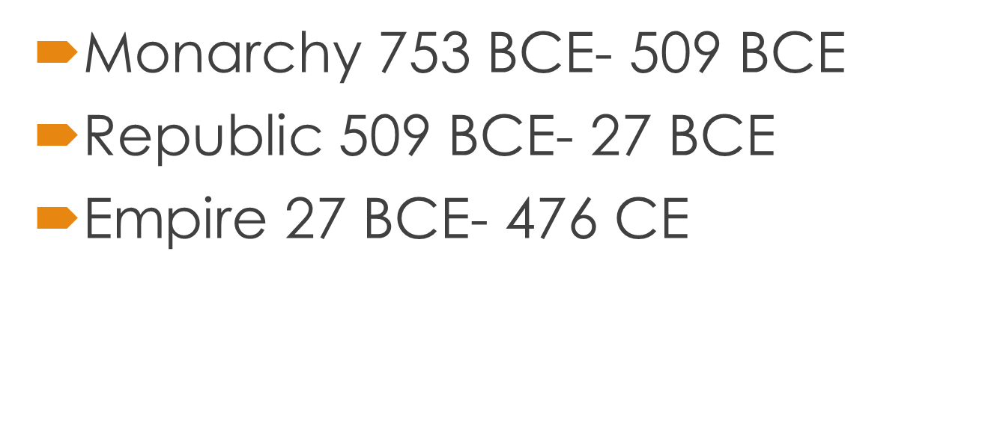 Monarchy 753 BCE- 509 BCE
Republic 509 BCE- 27 BCE
Empire 27 BCE- 476 CE